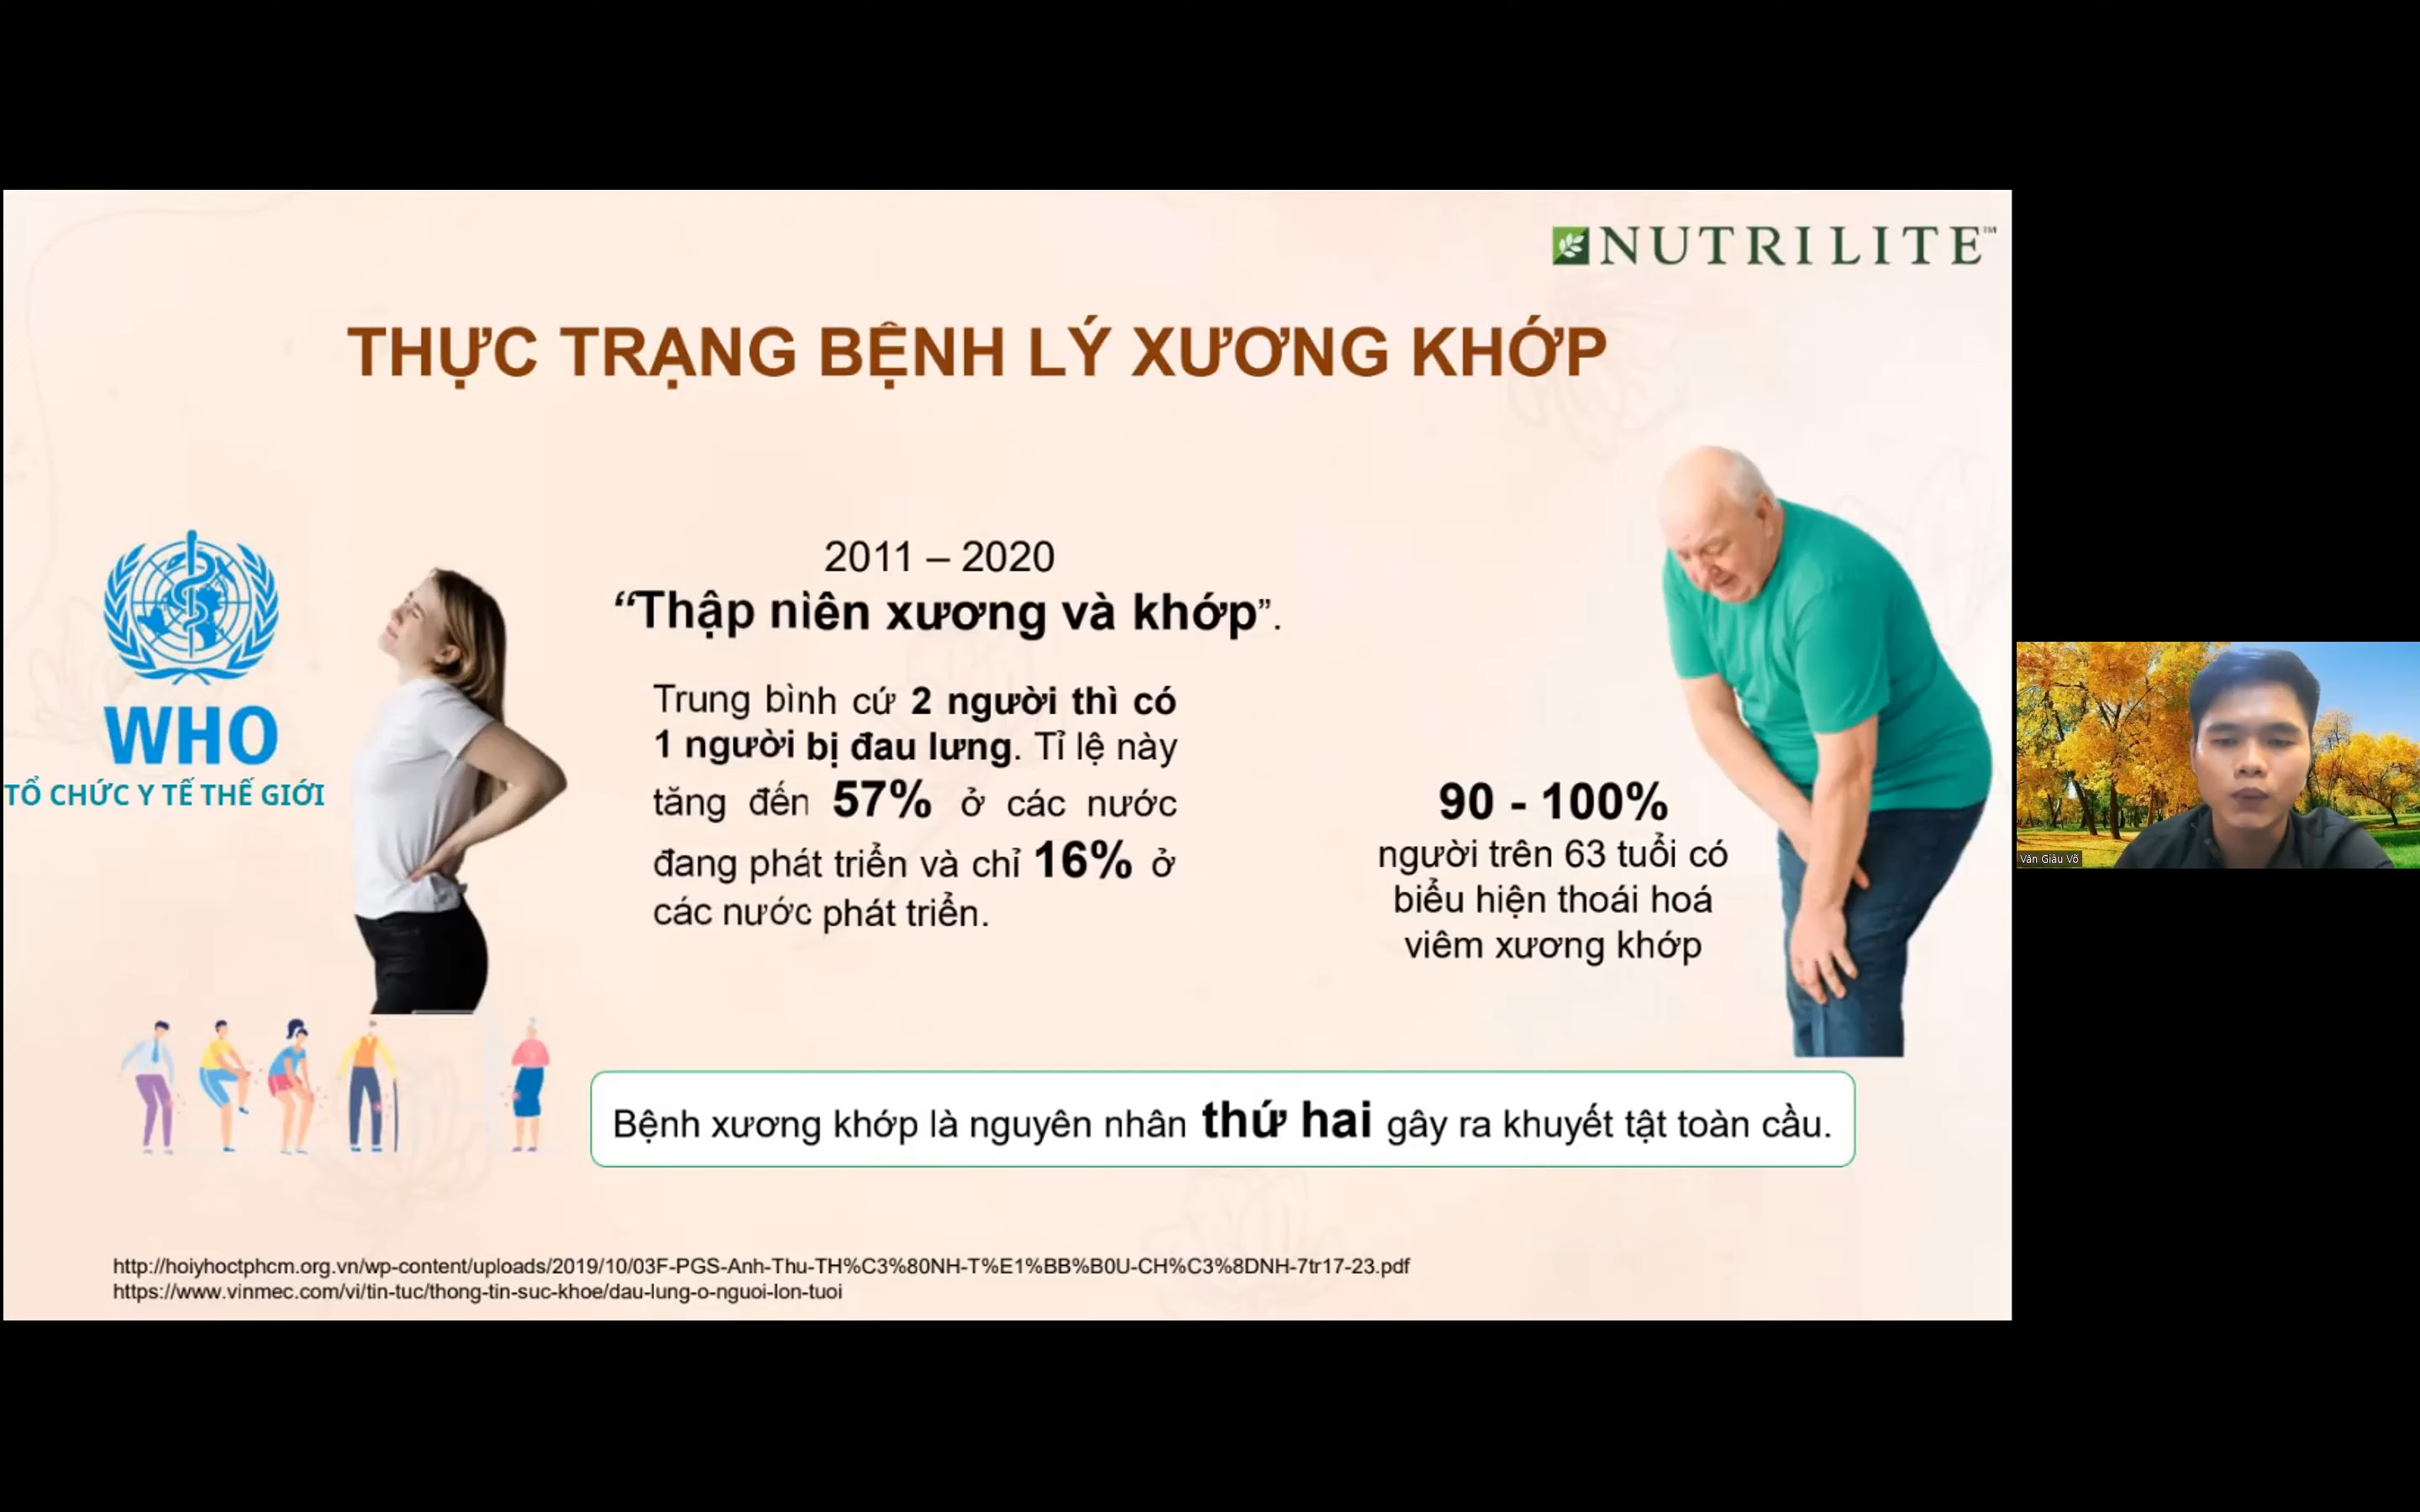 NUTRILITE™
THỰC TRẠNG BỆNH LÝ XƯƠNG KHỚP
WHO
TỔ CHỨC Y TẾ THẾ GIỚI
2011 – 2020
“Thập niên xương và khớp”.
Trung bình cứ 2 người thì có
1 người bị đau lưng. Tỉ lệ này
tăng đến 57% ở các nước
đang phát triển và chỉ 16% ở
các nước phát triển.
90 - 100%
người trên 63 tuổi có
biểu hiện thoái hoá
viêm xương khớp
Bệnh xương khớp là nguyên nhân thứ hai gây ra khuyết tật toàn cầu.
http://hoiyhoctphcm.org.vn/wp-content/uploads/2019/10/03F-PGS-Anh-Thu-TH%C3%80NH-T%E1%BB%B0U-CH%C3%8DNH-7tr17-23.pdf
https://www.vinmec.com/vi/tin-tuc/thong-tin-suc-khoe/dau-lung-o-nguoi-lon-tuoi
Văn Giàu Võ